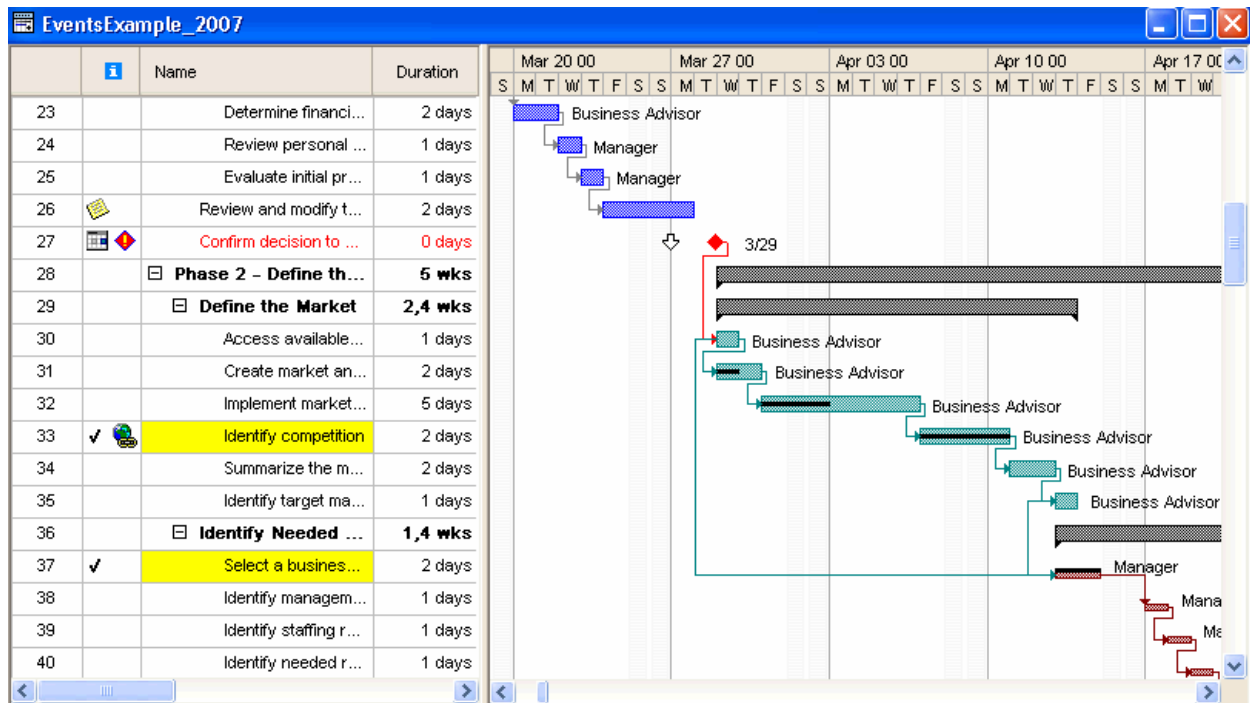 EventsExample_2007
Name Duration
Mar 20 00 Mar 27 00 Apr 03 00 Apr 10 00 Apr 17 00
S M T W T F S S M T W T F S S M T W T F S S M T W T F S S M T W
23 Determine financi... 2 days Business Advisor
24 Review personal ... 1 days Manager
25 Evaluate initial pr... 1 days Manager
26 Review and modify t... 2 days
27 Confirm decision to ... 0 days 3/29
28 Phase 2 - Define th... 5 wks
29 Define the Market 2,4 wks
30 Access available... 1 days Business Advisor
31 Create market an... 2 days Business Advisor
32 Implement market... 5 days Business Advisor
33 Identify competition 2 days Business Advisor
34 Summarize the m... 2 days Business Advisor
35 Identify target ma... 1 days Business Advisor
36 Identify Needed ... 1,4 wks
37 Select a busines... 2 days Manager
38 Identify managem... 1 days Mana
39 Identify staffing r... 1 days Ma
40 Identify needed r... 1 days